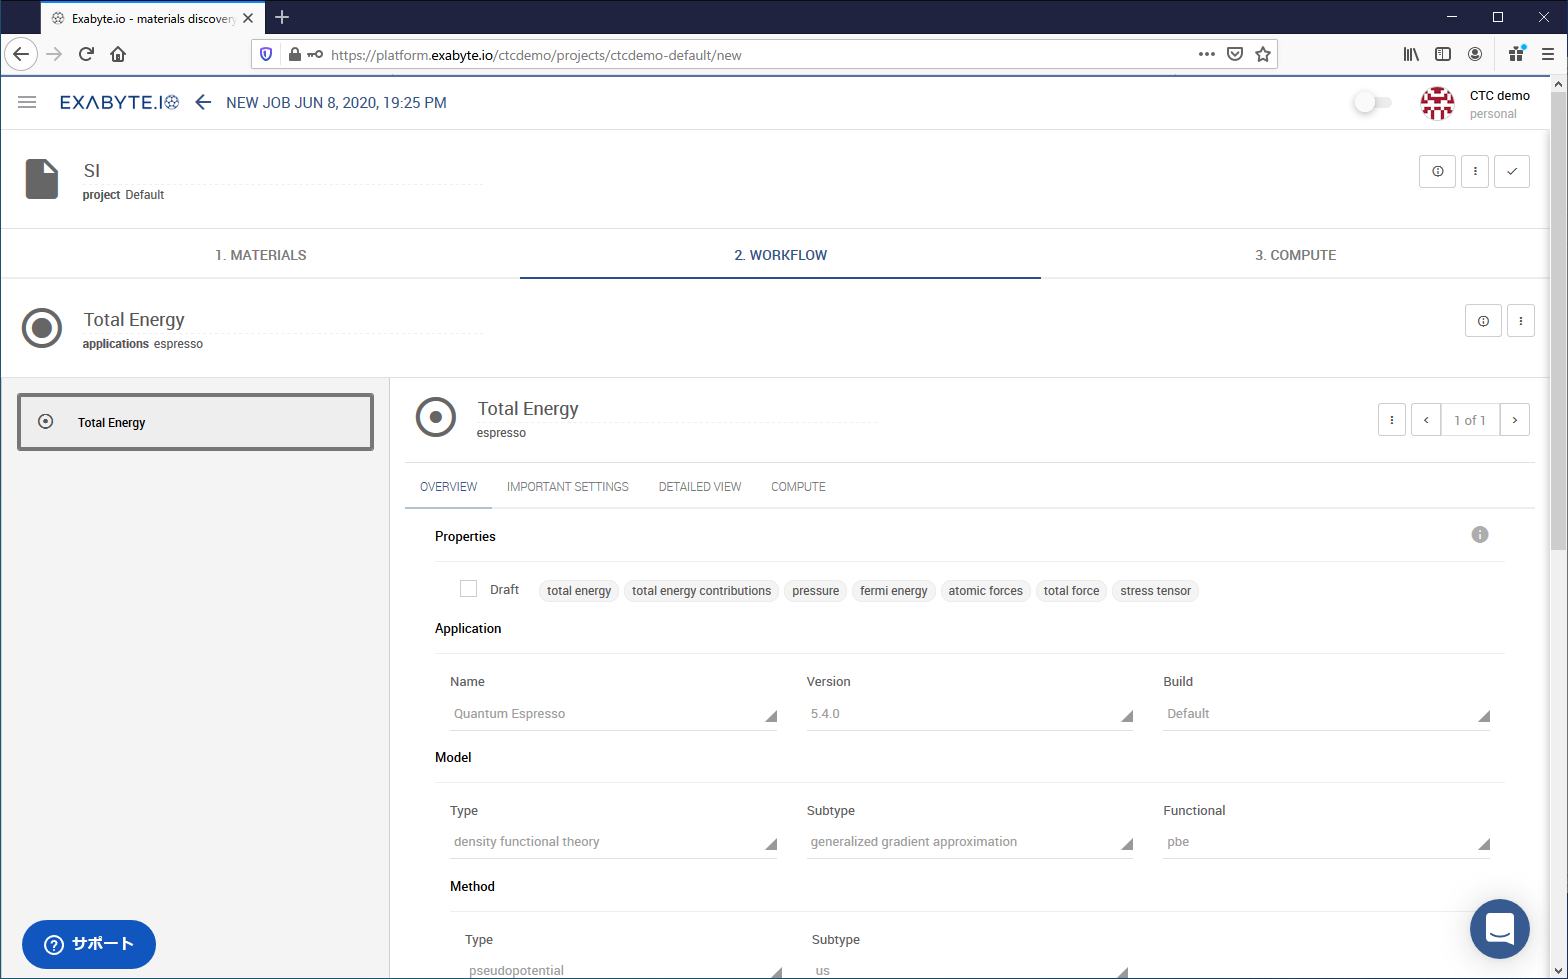 Exabyte.io - materials discovery
https://platform.exabyte.io/ctcdemo/projects/ctcdemo-default/new
EXABYTE.IO NEW JOB JUN 8, 2020, 19:25 PM
CTC demo
personal
SI
project Default
1. MATERIALS 2. WORKFLOW 3. COMPUTE
Total Energy
applications espresso
Total Energy
Total Energy
espresso
1 of 1
OVERVIEW IMPORTANT SETTINGS DETAILED VIEW COMPUTE
Properties
Draft total energy total energy contributions pressure fermi energy atomic forces total force stress tensor
Application
Name Version Build
Quantum Espresso 5.4.0 Default
Model
Type Subtype Functional
density functional theory generalized gradient approximation pbe
Method
Type Subtype
pseudopotential us
サポート